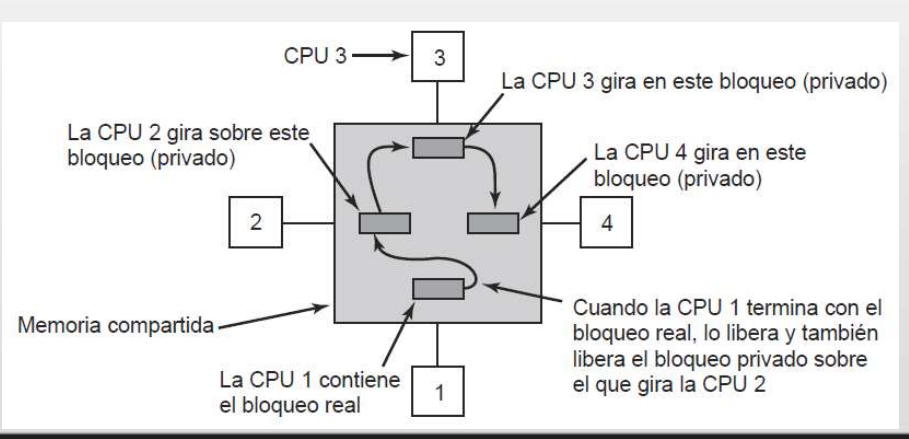 CPU 3
3
La CPU 3 gira en este bloqueo (privado)
La CPU 2 gira sobre este
bloqueo (privado)
La CPU 4 gira en este
bloqueo (privado)
2
4
Memoria compartida
Cuando la CPU 1 termina con el
bloqueo real, lo libera y también
libera el bloqueo privado sobre
el que gira la CPU 2
La CPU 1 contiene
el bloqueo real
1